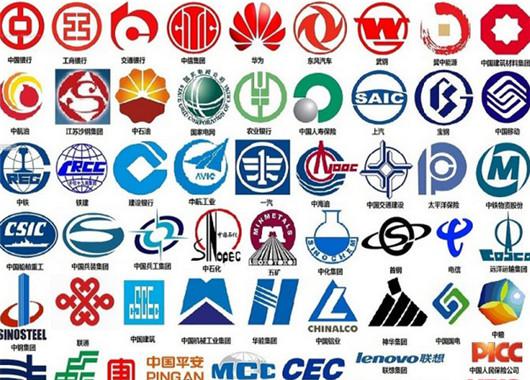 中国银行 工商银行 交通银行 中信集团 华为 东风汽车 武钢 冀中能源 中国建筑材料集团
SAIC
中航油 江苏沙钢集团 中石油 国家电网 农业银行 中国人寿保险 上汽 宝钢 中国移动
REC CRCC AVIC NOOC M
中铁 铁建 建设银行 中航工业 一汽 中海油 中国交通建设 太平洋保险 中铁物资股份
CSIC SINOPEC MINMETALS SINOCHEM COSCO
中国船舶重工 中国兵装集团 中国兵工集团 中石化 五矿 中化集团 首钢 电信 远洋运输集团
SINOSTEEL CSCEC CHINALCO
中钢集团 联通 中国建筑 中国机械工业集团 华能集团 中国铝业 神华集团 中国国电 中粮
中国平安 PICC
PINGAN MCC CEC lenovo联想 中国人民保险公司
联想集团